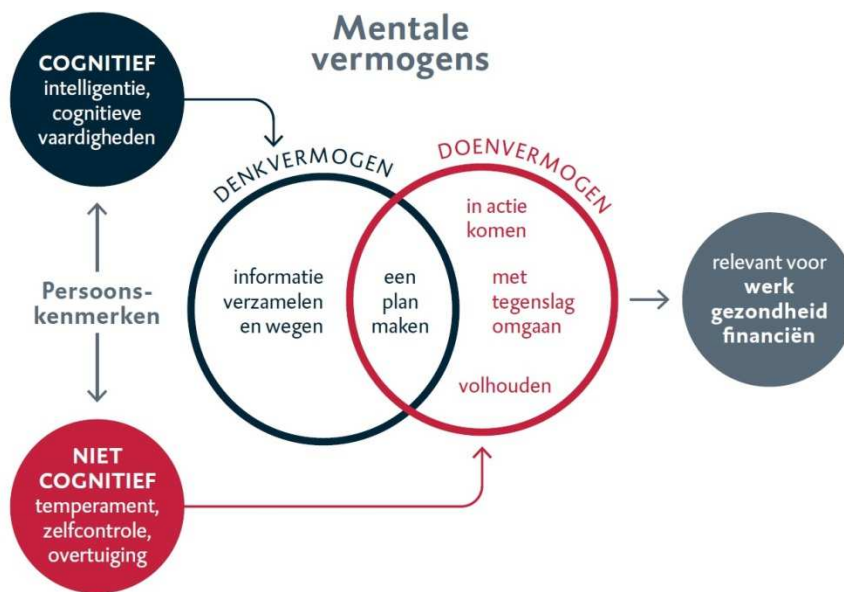 Mentale
vermogens
COGNITIEF
intelligentie,
cognitieve
vaardigheden
Persoons-
kenmerken
NIET
COGNITIEF
temperament,
zelfcontrole,
overtuiging
DENKVERMOGEN
informatie
verzamelen
en wegen
een
plan
maken
DOENVERMOGEN
in actie
komen
met
tegenslag
omgaan
volhouden
relevant voor
werk
gezondheid
financiën